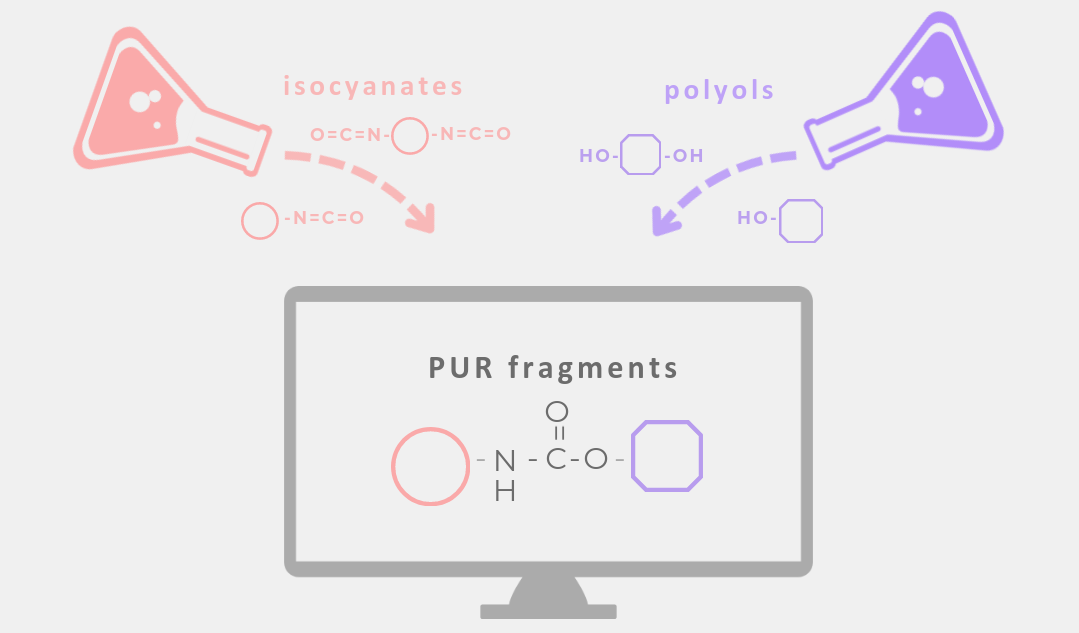 isocyanates
O=C=N-
-N=C=O
-N=C=O
polyols
HO-
-OH
HO-
PUR fragments
O
||
-N-C-O-
H